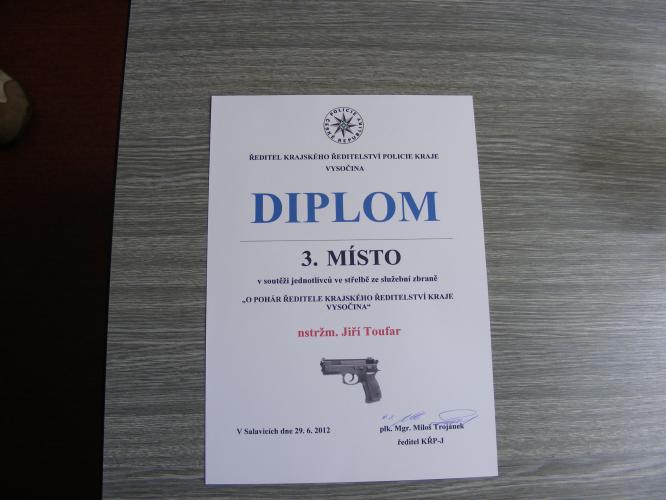 POLICIE
ČESKÉ REPUBLIKY
ŘEDITEL KRAJSKÉHO ŘEDITELSTVÍ POLICIE KRAJE
VYSOČINA
DIPLOM
3. MÍSTO
v soutěži jednotlivců ve střelbě ze služební zbraně
„O POHÁR ŘEDITELE KRAJSKÉHO ŘEDITELSTVÍ KRAJE
VYSOČINA“
nstržm. Jiří Toufar
V Salavicích dne 29. 6. 2012
plk. Mgr. Miloš Trojánek
ředitel KŘP-J